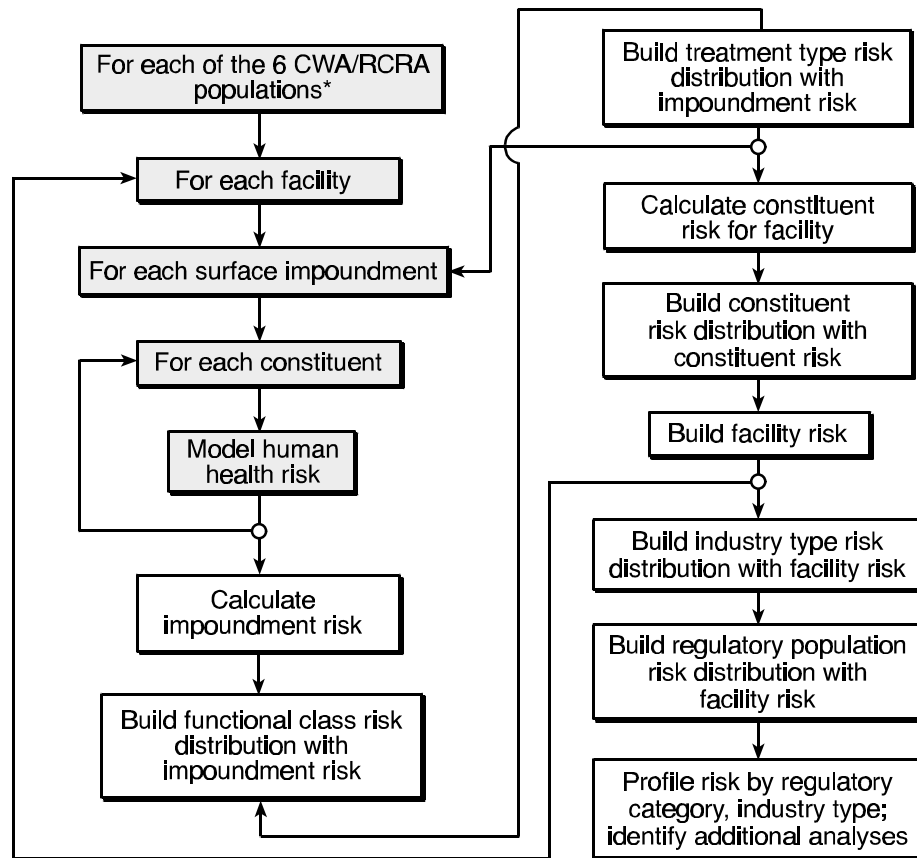 For each of the 6 CWA/RCRA
populations*
For each facility
For each surface impoundment
For each constituent
Model human
health risk
Calculate
impoundment risk
Build functional class risk
distribution with
impoundment risk
Build treatment type risk
distribution with
impoundment risk
Calculate constituent
risk for facility
Build constituent
risk distribution with
constituent risk
Build facility risk
Build industry type risk
distribution with facility risk
Build regulatory population
risk distribution with
facility risk
Profile risk by regulatory
category, industry type;
identify additional analyses